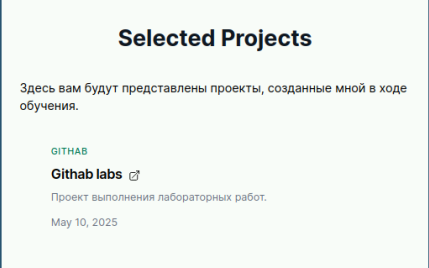 Selected Projects
Здесь вам будут представлены проекты, созданные мной в ходе
обучения.
GITHAB
Githab labs
Проект выполнения лабораторных работ.
May 10, 2025